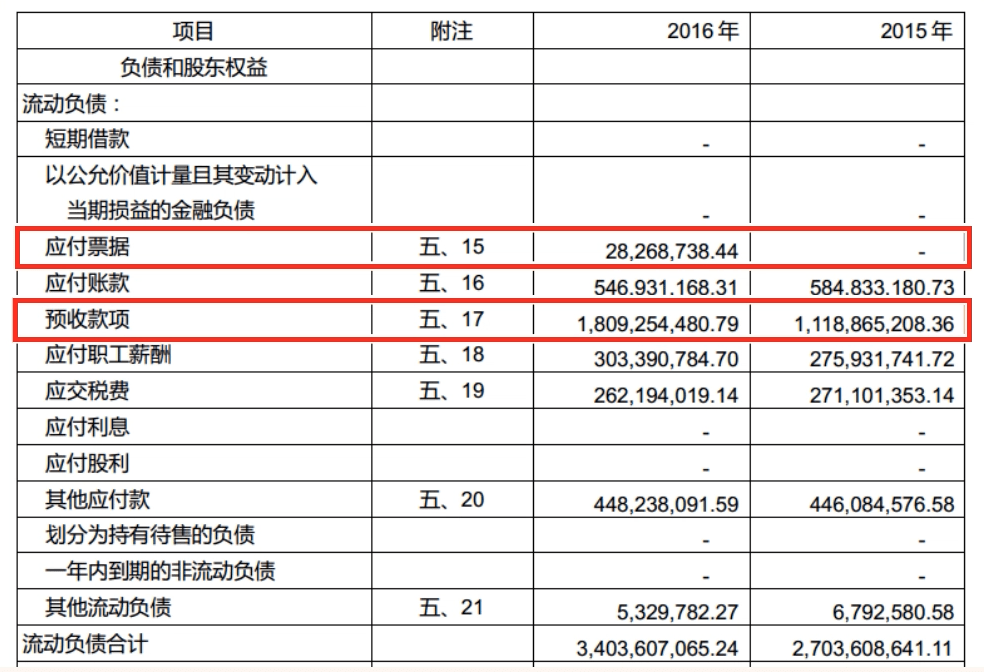 项目 附注 2016年 2015年
负债和股东权益
流动负债：
短期借款 - -
以公允价值计量且其变动计入
当期损益的金融负债 - -
应付票据 五、15 28,268,738.44 -
应付账款 五、16 546.931.168.31 584.833.180.73
预收款项 五、17 1,809,254,480.79 1,118,865,208.36
应付职工薪酬 五、18 303,390,784.70 275,931,741.72
应交税费 五、19 262,194,019.14 271,101,353.14
应付利息 - -
应付股利 - -
其他应付款 五、20 448,238,091.59 446,084,576.58
划分为持有待售的负债 - -
一年内到期的非流动负债 - -
其他流动负债 五、21 5,329,782.27 6,792,580.58
流动负债合计 3,403,607,065.24 2,703,608,641.11